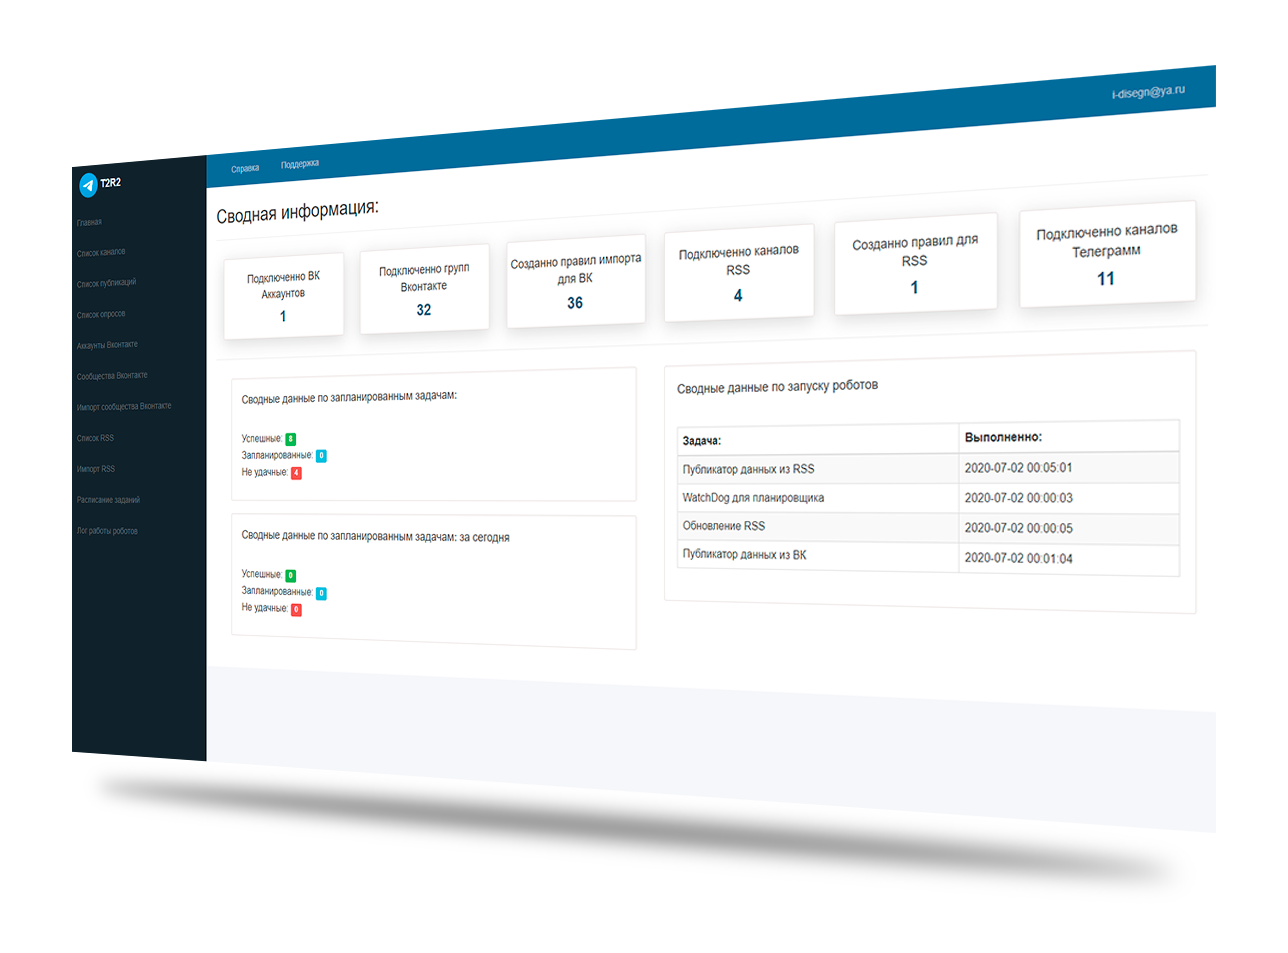 i-disegn@ya.ru
Справка
Поддержка
T2R2
Главная
Список каналов
Список публикаций
Список опросов
Аккаунты Вконтакте
Сообщества Вконтакте
Импорт сообщества Вконтакте
Список RSS
Импорт RSS
Расписание заданий
Лог работы роботов
Сводная информация:
Подключенно ВК
Аккаунтов
1
Подключенно групп
Вконтакте
32
Созданно правил импорта
для ВК
36
Подключенно каналов
RSS
4
Созданно правил для
RSS
1
Подключенно каналов
Телеграмм
11
Сводные данные по запланированным задачам:
Успешные: 8
Запланированные: 0
Не удачные: 4
Сводные данные по запланированным задачам: за сегодня
Успешные: 0
Запланированные: 0
Не удачные: 0
Сводные данные по запуску роботов
Задача: Выполненно:
Публикатор данных из RSS 2020-07-02 00:05:01
WatchDog для планировщика 2020-07-02 00:00:03
Обновление RSS 2020-07-02 00:00:05
Публикатор данных из ВК 2020-07-02 00:01:04